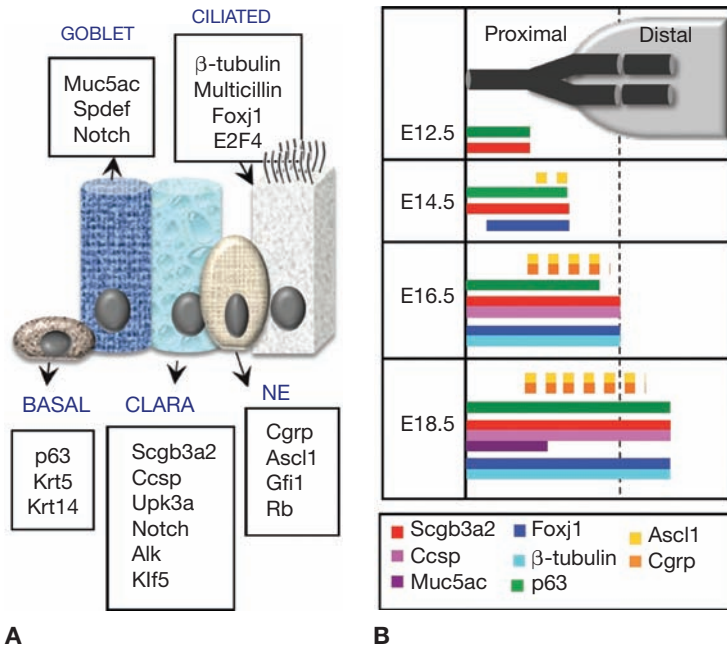 GOBLET
Muc5ac
Spdef
Notch
CILIATED
β-tubulin
Multicillin
Foxj1
E2F4
BASAL
p63
Krt5
Krt14
CLARA
Scgb3a2
Ccsp
Upk3a
Notch
Alk
Klf5
NE
Cgrp
Ascl1
Gfi1
Rb
A
Proximal Distal
E12.5
E14.5
E16.5
E18.5
Scgb3a2 Foxj1 Ascl1
Ccsp β-tubulin Cgrp
Muc5ac p63
B